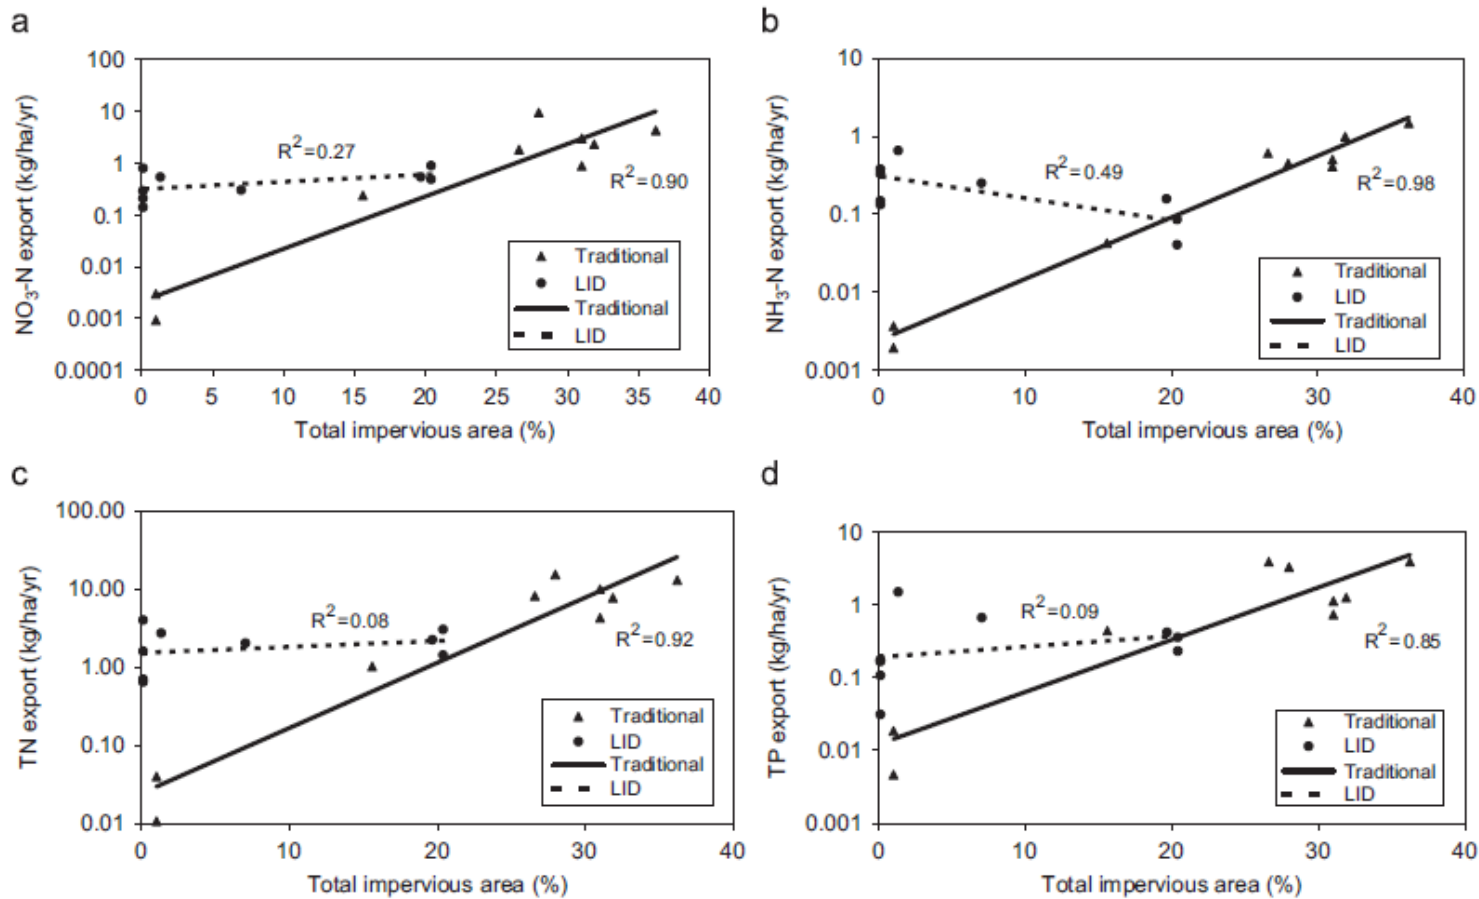 a
100
10
1
0.1
0.01
0.001
0.0001
NO3-N export (kg/ha/yr)
R2=0.27
R2=0.90
Traditional
LID
Traditional
LID
0 5 10 15 20 25 30 35 40
Total impervious area (%)
b
10
1
0.1
0.01
0.001
NH3-N export (kg/ha/yr)
R2=0.49
R2=0.98
Traditional
LID
Traditional
LID
0 10 20 30 40
Total impervious area (%)
c
100.00
10.00
1.00
0.10
0.01
TN export (kg/ha/yr)
R2=0.08
R2=0.92
Traditional
LID
Traditional
LID
0 10 20 30 40
Total impervious area (%)
d
10
1
0.1
0.01
0.001
TP export (kg/ha/yr)
R2=0.09
R2=0.85
Traditional
LID
Traditional
LID
0 10 20 30 40
Total impervious area (%)